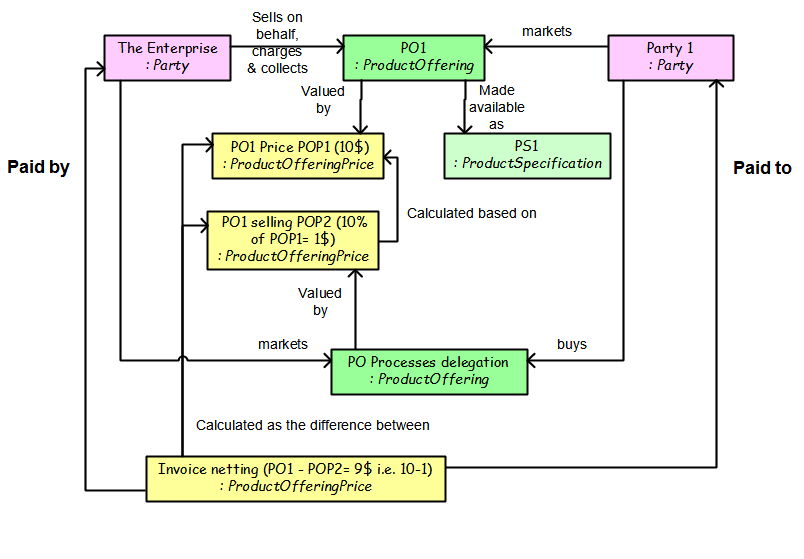 Sells on
behalf,
charges
& collects
The Enterprise
: Party
PO1
: ProductOffering
markets
Party 1
: Party
Valued
by
Made
available
as
PO1 Price POP1 (10$)
: ProductOfferingPrice
PS1
: ProductSpecification
Paid by
Paid to
PO1 selling POP2 (10%
of POP1= 1$)
: ProductOfferingPrice
Calculated based on
Valued
by
markets
buys
PO Processes delegation
: ProductOffering
Calculated as the difference between
Invoice netting (PO1 - POP2= 9$ i.e. 10-1)
: ProductOfferingPrice